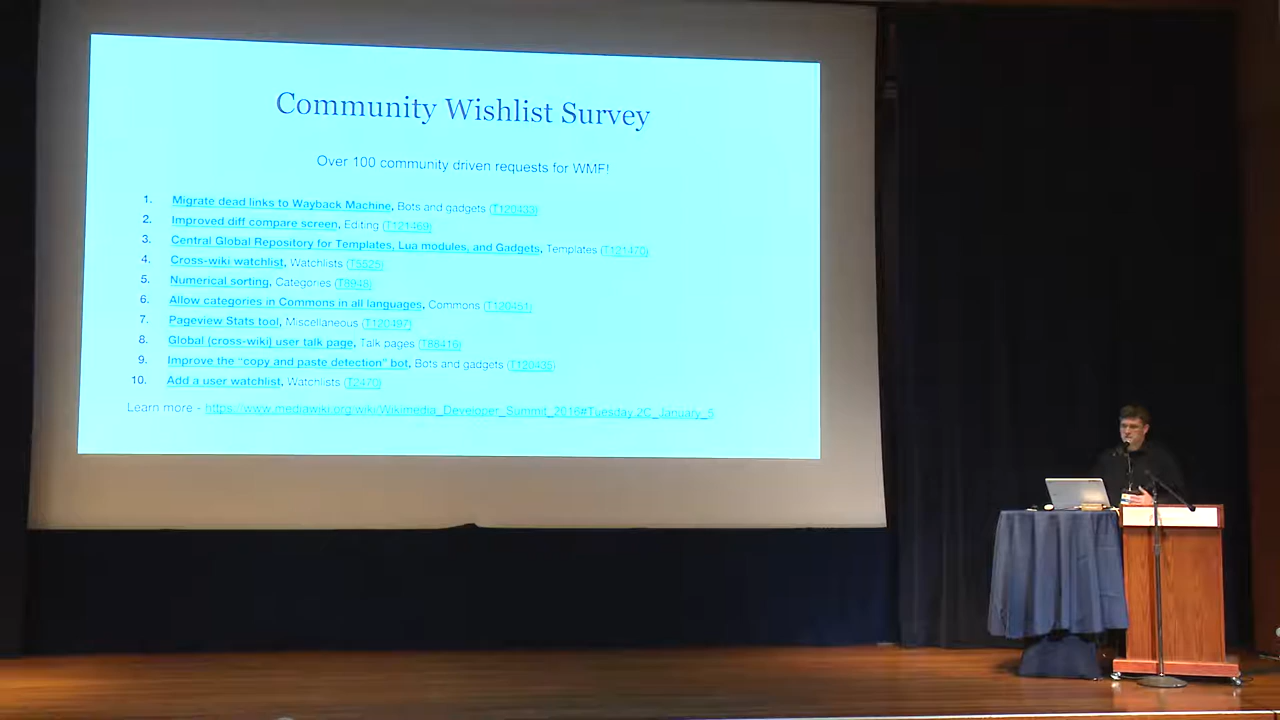 Community Wishlist Survey
Over 100 community driven requests for WMF!
1. Migrate dead links to Wayback Machine, Bots and gadgets (T120433)
2. Improved diff compare screen, Editing (T121469)
3. Central Global Repository for Templates, Lua modules, and Gadgets, Templates (T121470)
4. Cross-wiki watchlist, Watchlists (T5525)
5. Numerical sorting, Categories (T8948)
6. Allow categories in Commons in all languages, Commons (T120451)
7. Pageview Stats tool, Miscellaneous (T120497)
8. Global (cross-wiki) user talk page, Talk pages (T88416)
9. Improve the "copy and paste detection" bot, Bots and gadgets (T120435)
10. Add a user watchlist, Watchlists (T2470)
Learn more - https://www.mediawiki.org/wiki/Wikimedia_Developer_Summit_2016#Tuesday.2C_January_5